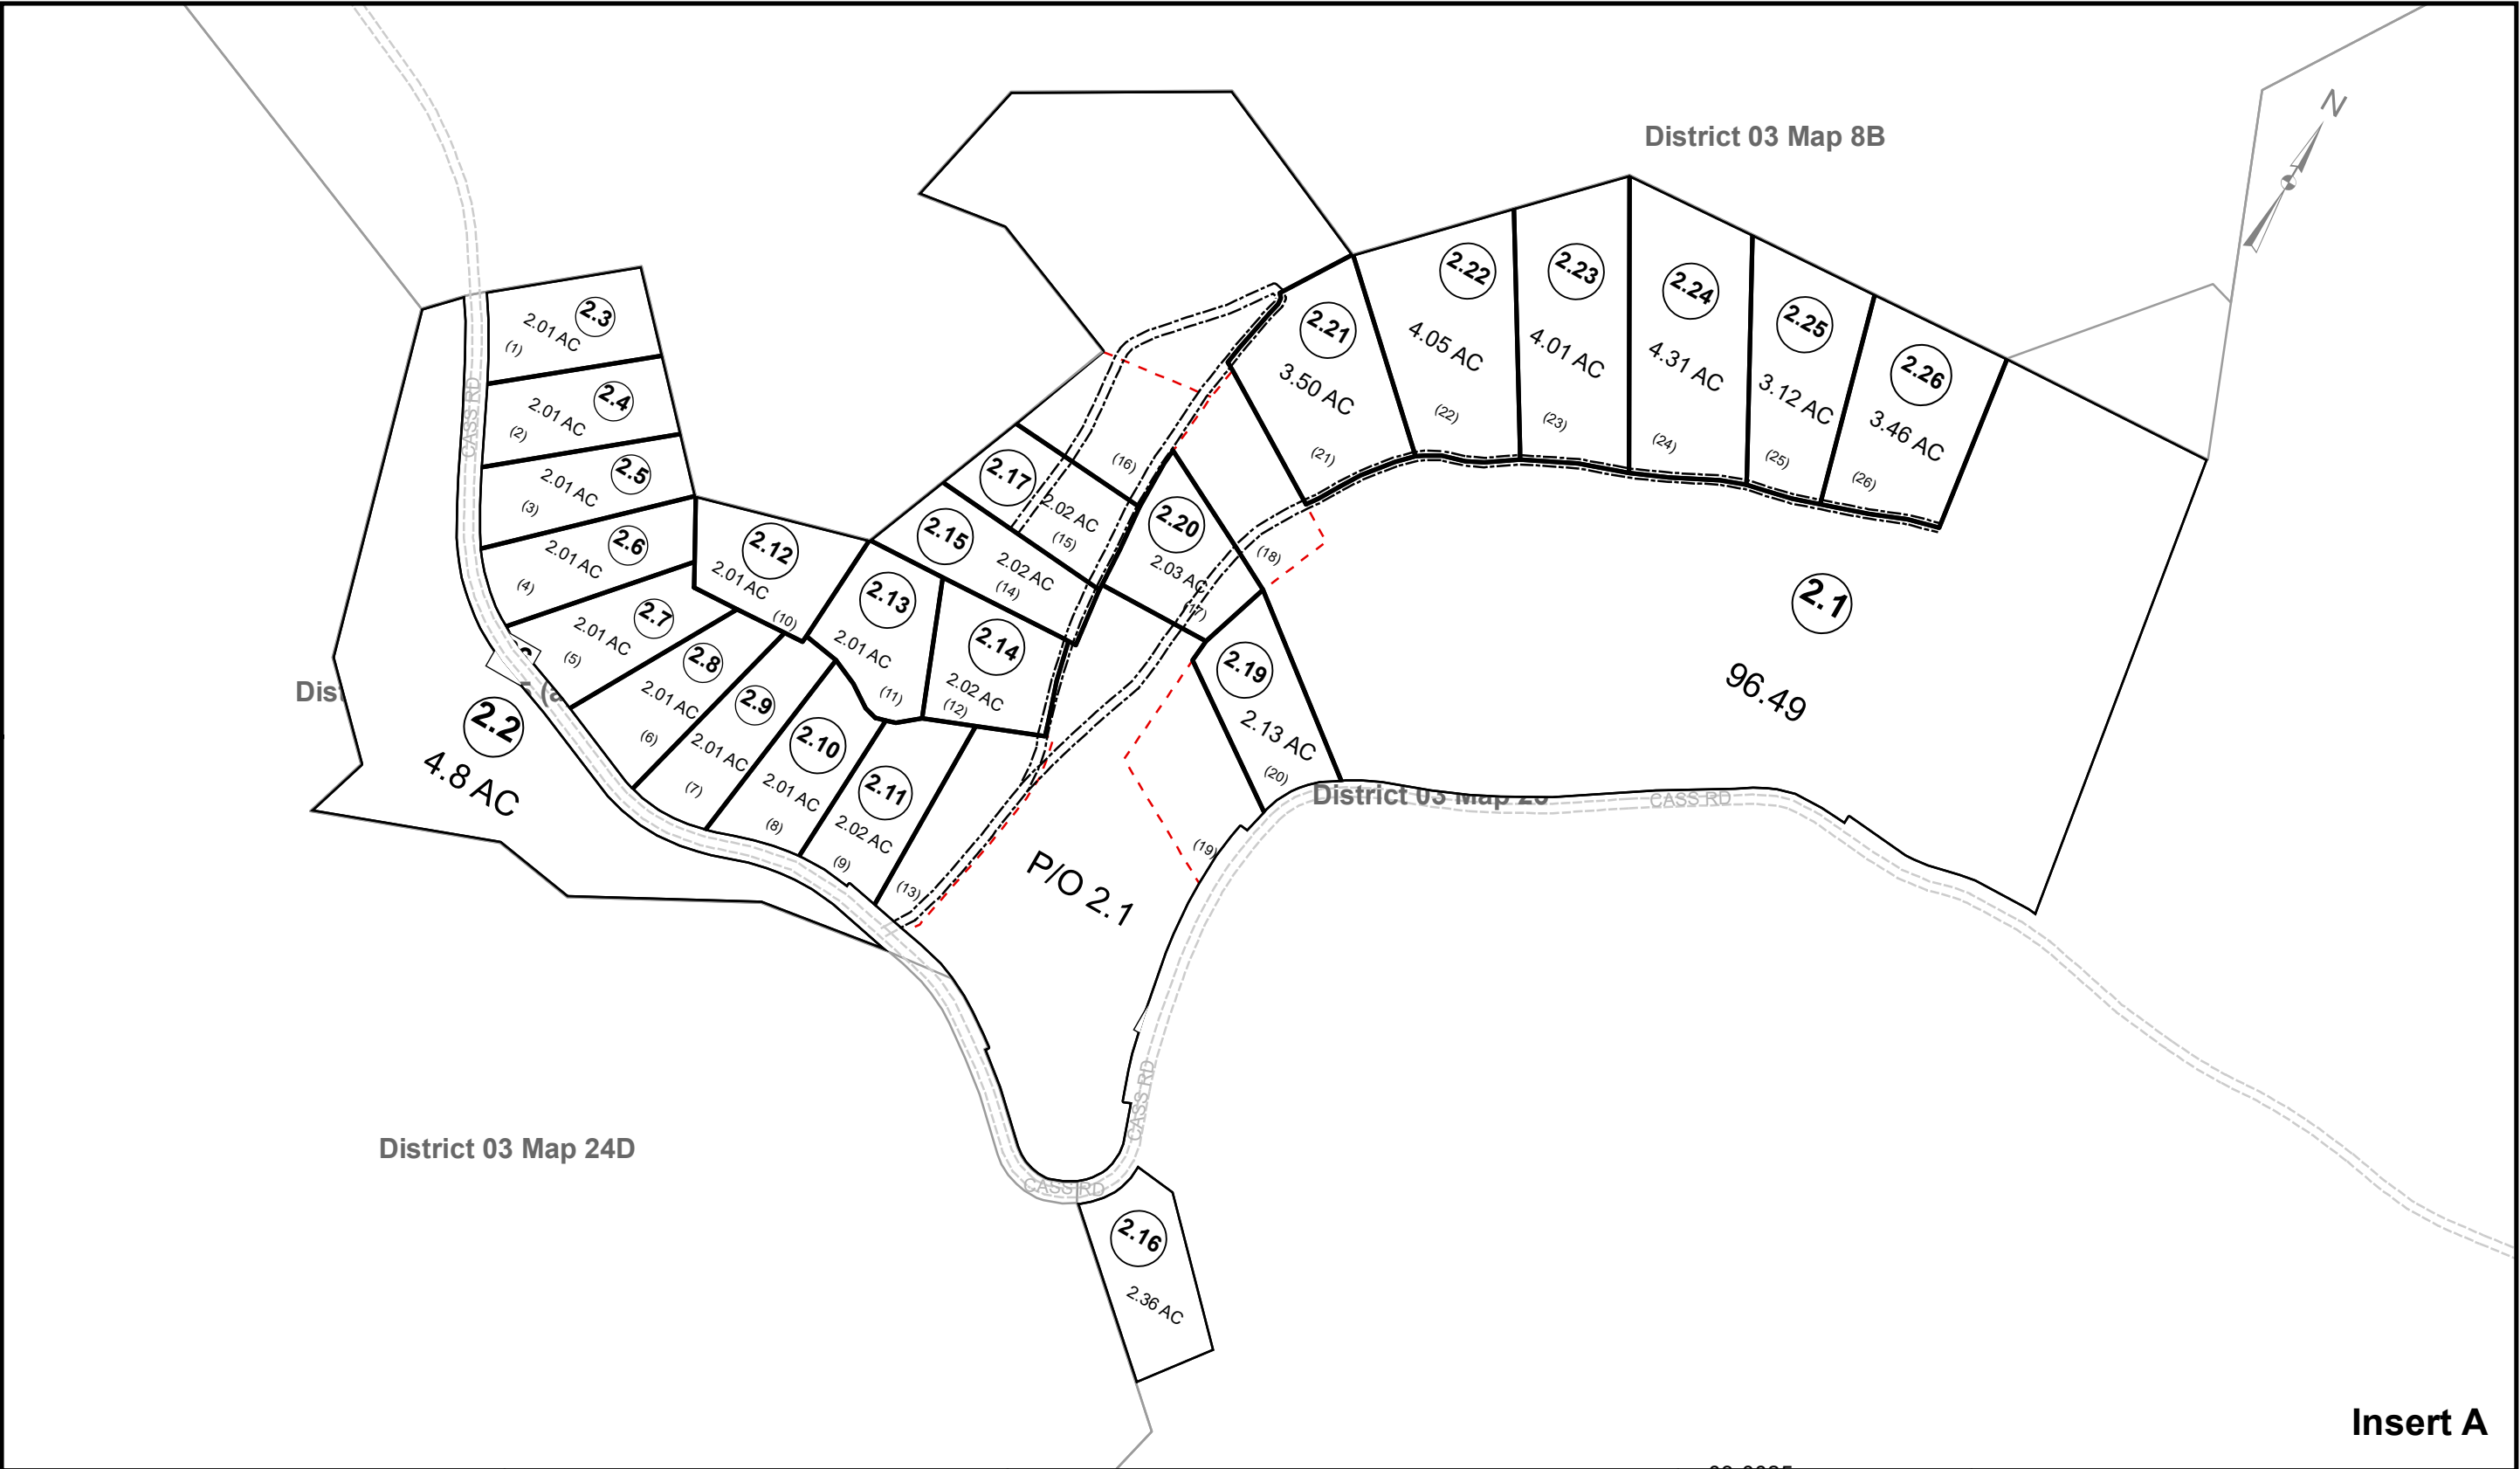 N
District 03 Map 8B
2.3
2.01 AC
(1)
2.4
2.01 AC
(2)
2.5
2.01 AC
(3)
2.6
2.01 AC
(4)
2.7
2.01 AC
(5)
2.8
2.01 AC
(6)
2.9
2.01 AC
(7)
2.10
2.01 AC
(8)
2.11
2.02 AC
(9)
2.12
2.01 AC
(10)
2.13
2.01 AC
(11)
2.14
2.02 AC
(12)
(13)
2.15
2.02 AC
(14)
2.17
2.02 AC
(15)
(16)
2.20
2.03 AC
(17)
(18)
2.19
2.13 AC
(20)
(19)
2.21
3.50 AC
(21)
2.22
4.05 AC
(22)
2.23
4.01 AC
(23)
2.24
4.31 AC
(24)
2.25
3.12 AC
(25)
2.26
3.46 AC
(26)
2.1
96.49
2.2
4.8 AC
P/O 2.1
CASS RD
District 03 Map
CASS RD
CASS RD
CASS RD
District 03 Map 24D
2.16
2.36 AC
Insert A